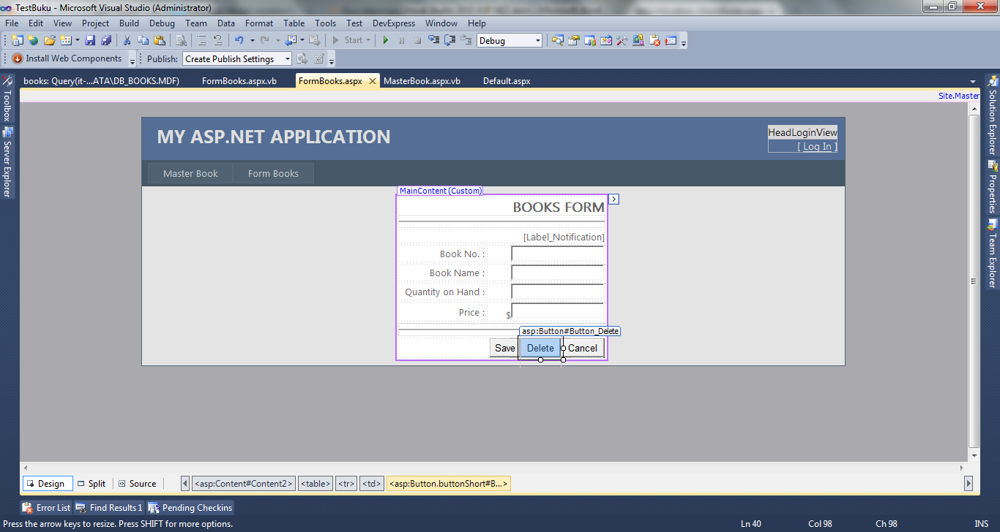 TestBuku - Microsoft Visual Studio (Administrator)
File Edit View Project Build Debug Team Data Format Table Tools Test DevExpress Window Help
Start Debug
Install Web Components Publish: Create Publish Settings
books: Query(it-...ATA\DB_BOOKS.MDF) FormBooks.aspx.vb FormBooks.aspx MasterBook.aspx.vb Default.aspx
Site.Master
Toolbox
Server Explorer
Solution Explorer
Properties
Team Explorer
MY ASP.NET APPLICATION
HeadLoginView
[ Log In ]
Master Book Form Books
MainContent (Custom)
BOOKS FORM
[Label_Notification]
Book No. :
Book Name :
Quantity on Hand :
Price : $
asp:Button#Button_Delete
Save Delete Cancel
Design Split Source <asp:Content#Content2> <table> <tr> <td> <asp:Button.buttonShort#B...>
Error List Find Results 1 Pending Checkins
Press the arrow keys to resize. Press SHIFT for more options. Ln 40 Col 98 Ch 98 INS